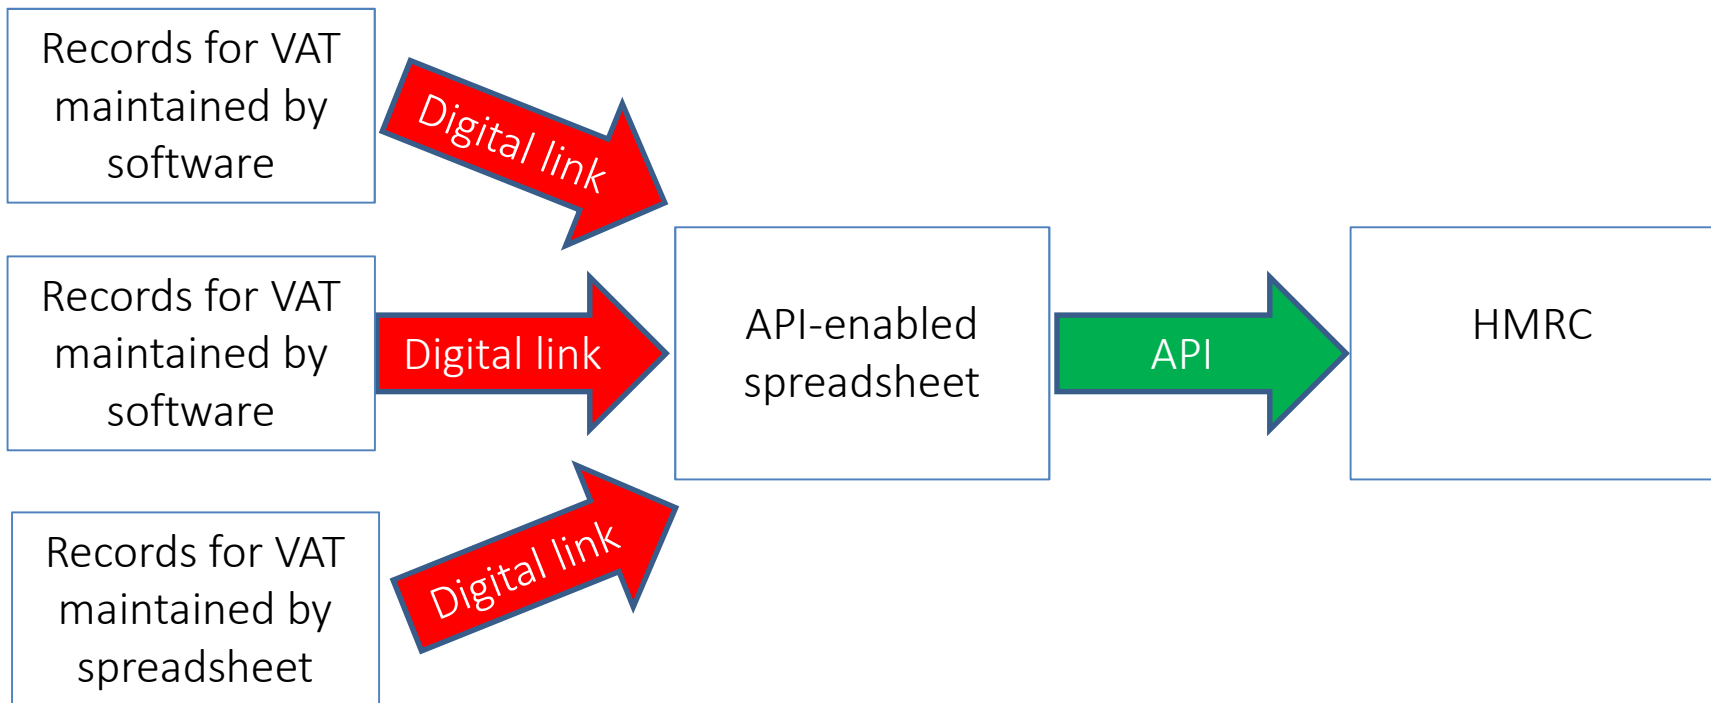 Records for VAT
maintained by
software
Digital link
Records for VAT
maintained by
software
Digital link
Records for VAT
maintained by
spreadsheet
Digital link
API-enabled
spreadsheet
API
HMRC